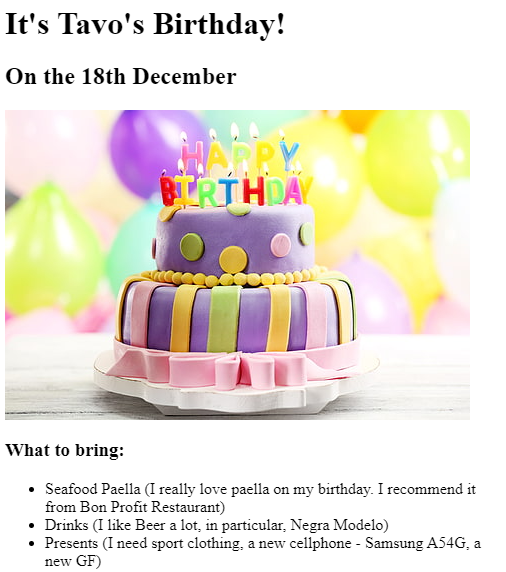 It's Tavo's Birthday!
On the 18th December
HAPPY
BIRTHDAY
What to bring:
Seafood Paella (I really love paella on my birthday. I recommend it
from Bon Profit Restaurant)
Drinks (I like Beer a lot, in particular, Negra Modelo)
Presents (I need sport clothing, a new cellphone - Samsung A54G, a
new GF)